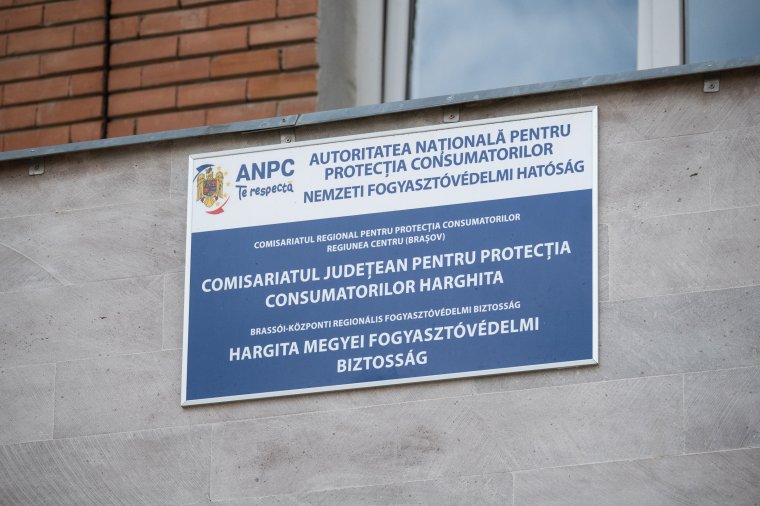 ANPC
Te respectă
AUTORITATEA NAȚIONALĂ PENTRU
PROTECȚIA CONSUMATORILOR
NEMZETI FOGYASZTÓVÉDELMI HATÓSÁG
COMISARIATUL REGIONAL PENTRU PROTECȚIA CONSUMATORILOR
REGIUNEA CENTRU (BRAȘOV)
COMISARIATUL JUDEȚEAN PENTRU PROTECȚIA
CONSUMATORILOR HARGHITA
BRASSÓI-KÖZPONTI REGIONÁLIS FOGYASZTÓVÉDELMI BIZTOSSÁG
HARGITA MEGYEI FOGYASZTÓVÉDELMI
BIZTOSSÁG